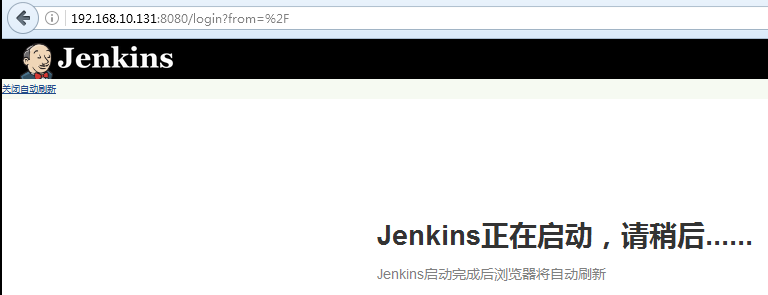 192.168.10.131:8080/login?from=%2F
Jenkins
关闭自动刷新
Jenkins正在启动，请稍后......
Jenkins启动完成后浏览器将自动刷新